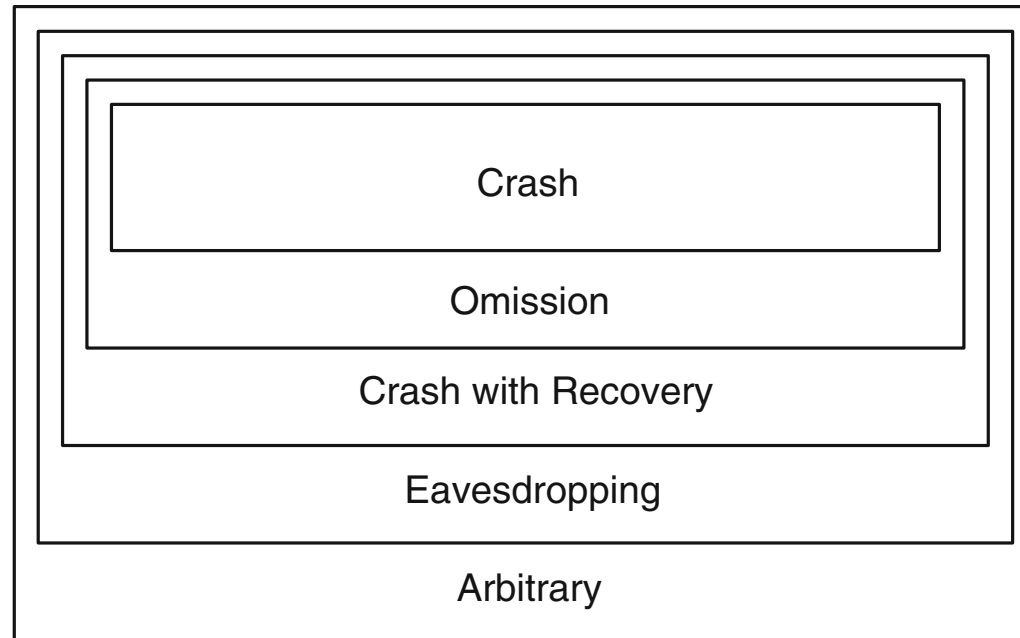 Crash
Omission
Crash with Recovery
Eavesdropping
Arbitrary